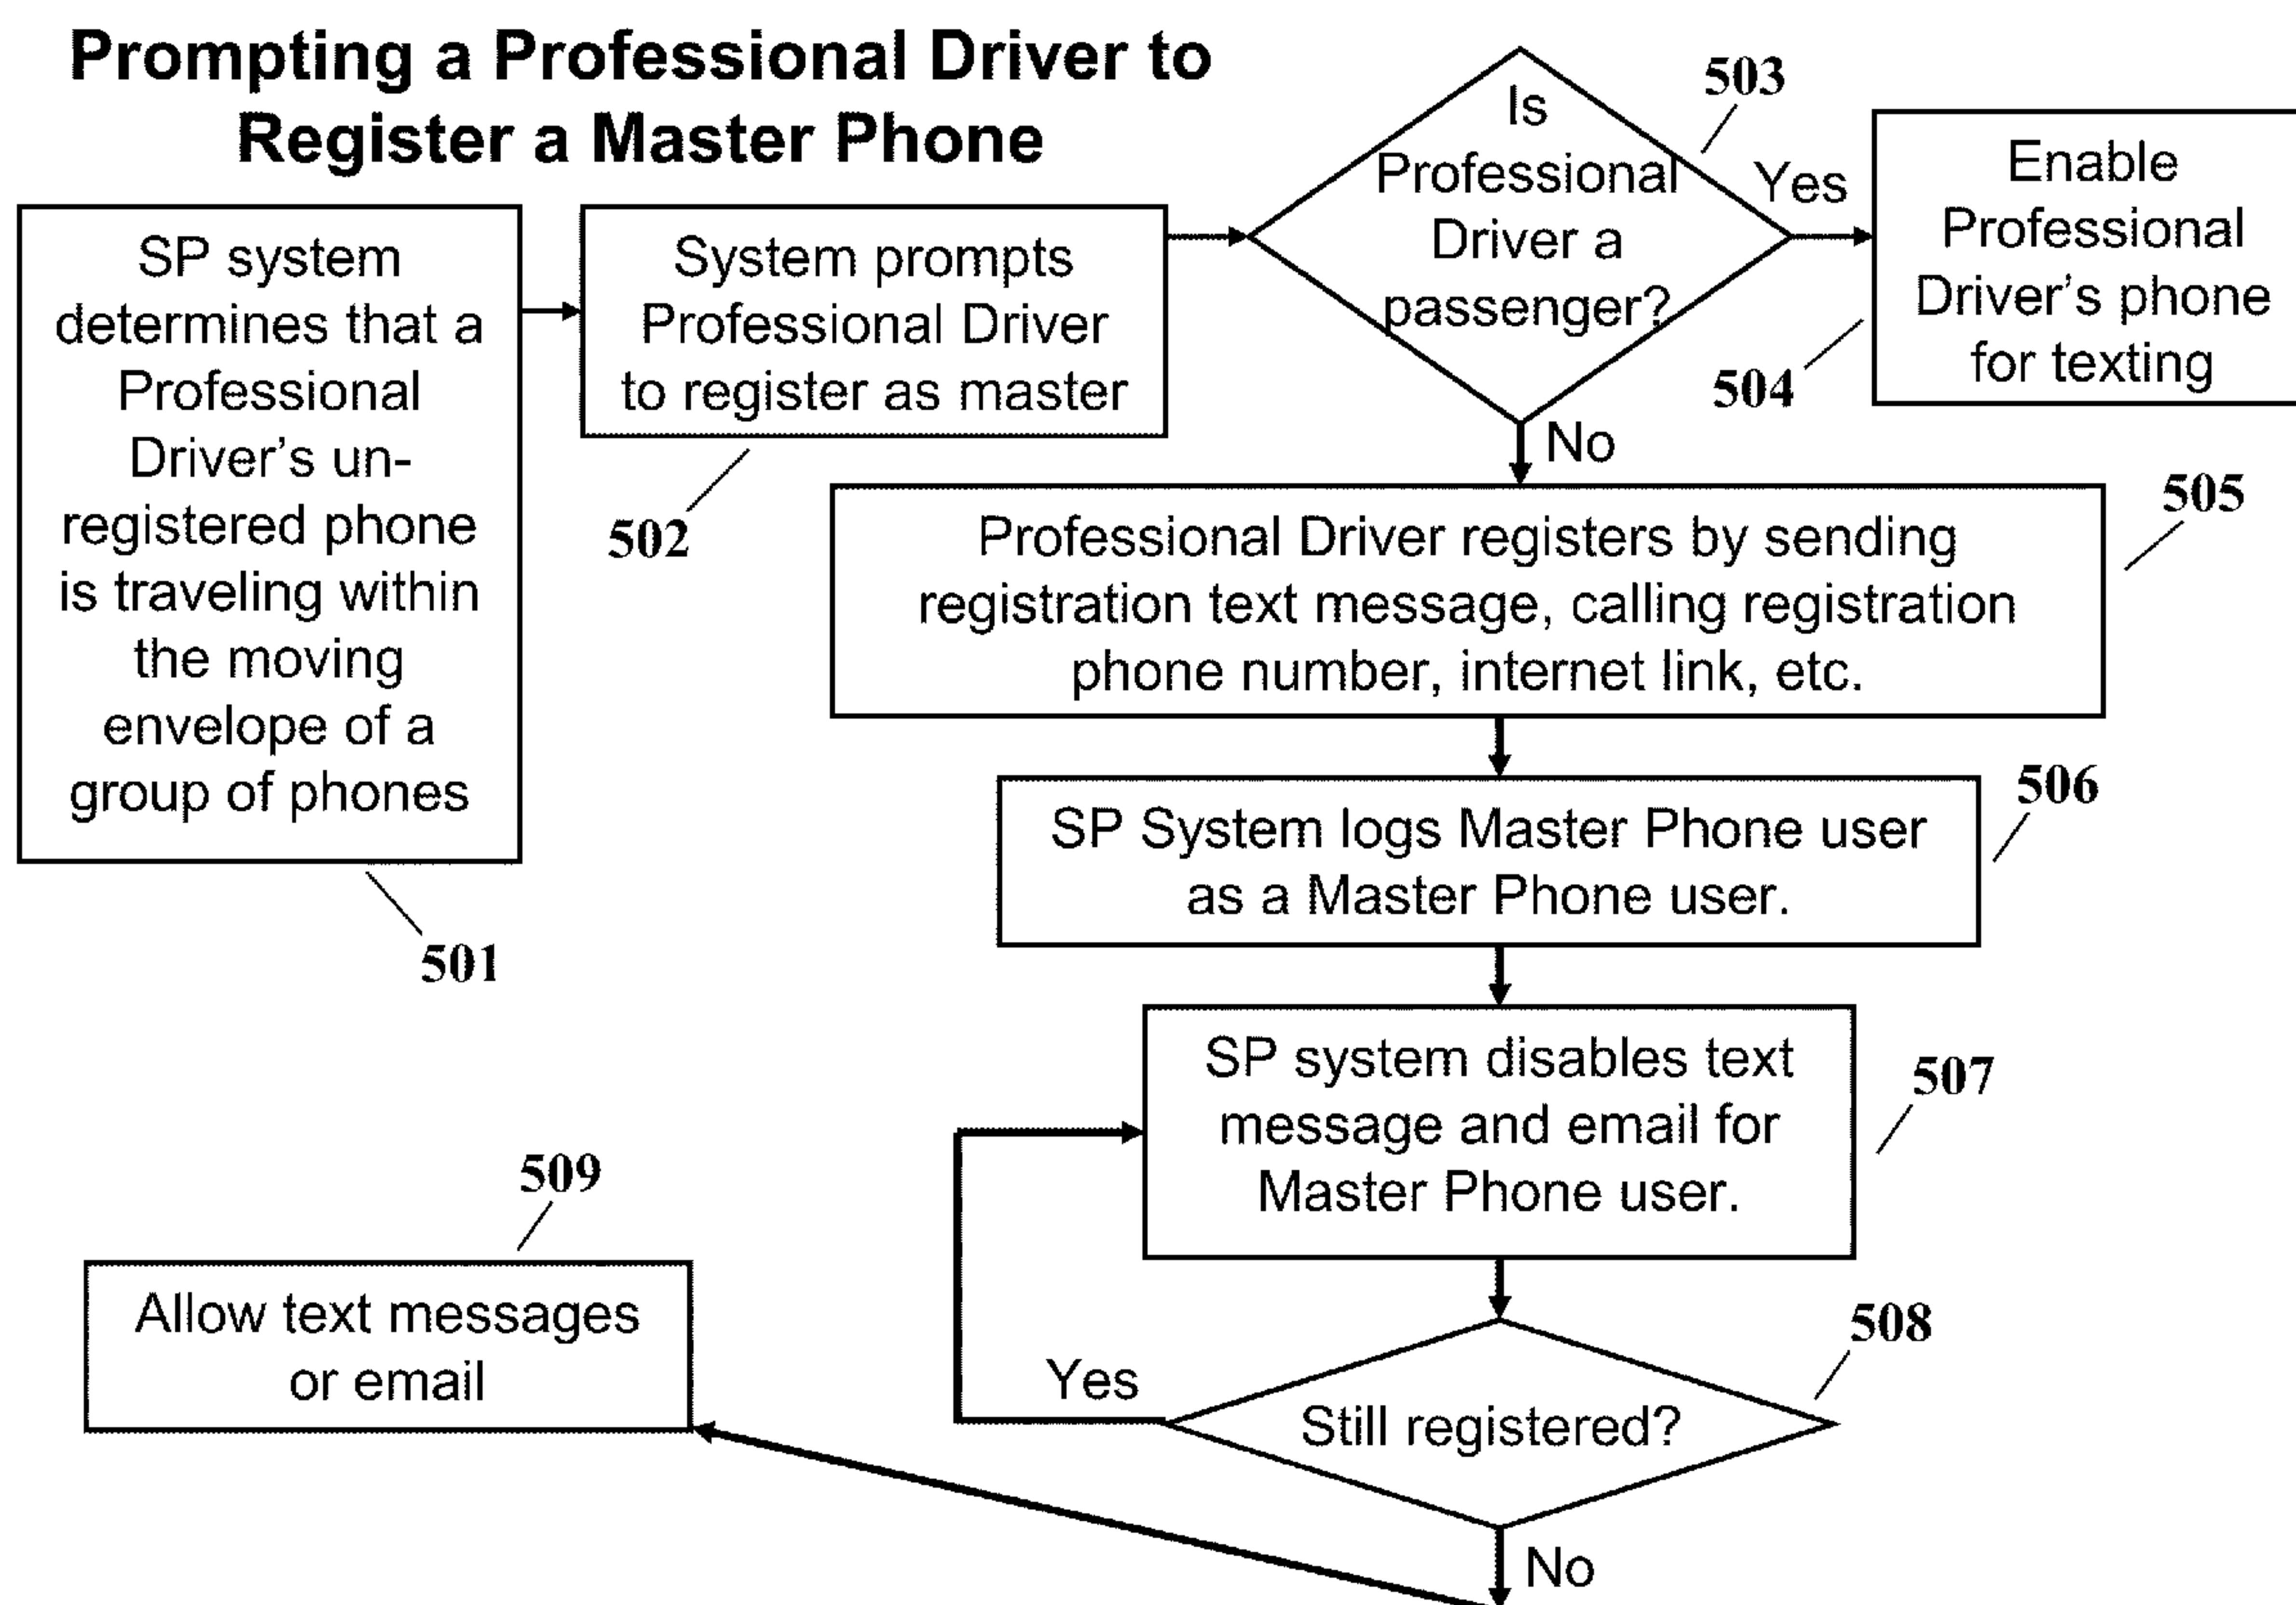 Prompting a Professional Driver to
Register a Master Phone
SP system
determines that a
Professional
Driver's un-
registered phone
is traveling within
the moving
envelope of a
group of phones
501
System prompts
Professional Driver
to register as master
502
Is
Professional
Driver a
passenger?
503
Yes
Enable
Professional
Driver's phone
for texting
504
No
Professional Driver registers by sending
registration text message, calling registration
phone number, internet link, etc.
505
SP System logs Master Phone user
as a Master Phone user.
506
SP system disables text
message and email for
Master Phone user.
507
Still registered?
508
Yes
No
Allow text messages
or email
509